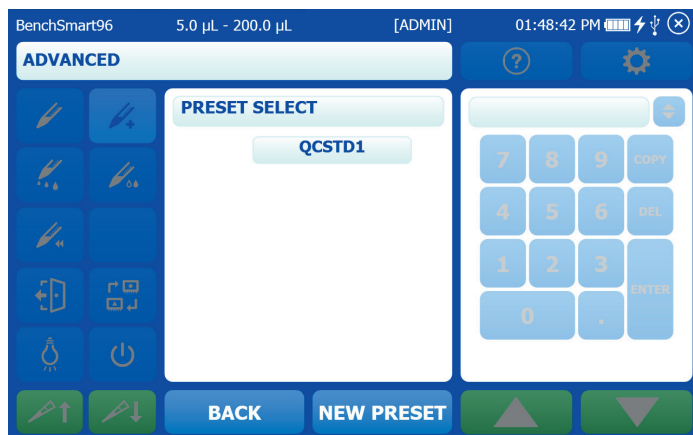 BenchSmart96 5.0 µL - 200.0 µL [ADMIN] 01:48:42 PM
ADVANCED ?
PRESET SELECT
QCSTD1
7 8 9 COPY
4 5 6 DEL
1 2 3
ENTER
0 .
BACK NEW PRESET